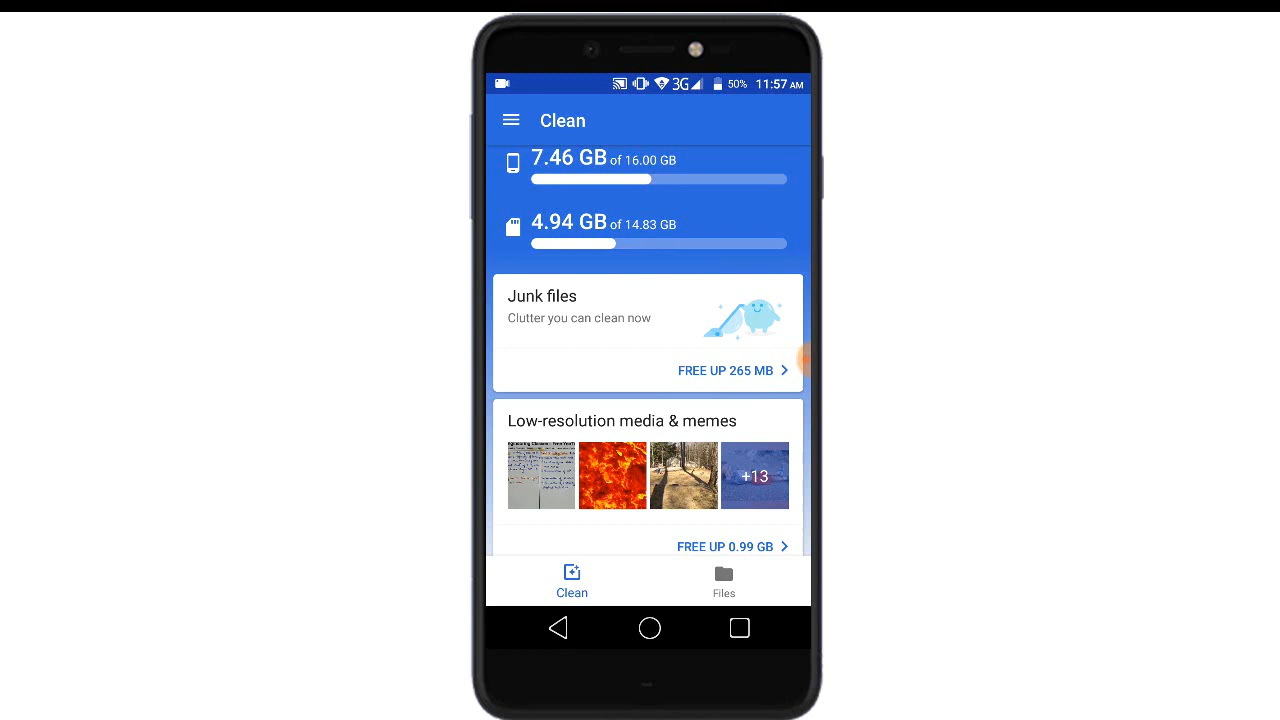 3G 50% 11:57 AM
Clean
7.46 GB of 16.00 GB
4.94 GB of 14.83 GB
Junk files
Clutter you can clean now
FREE UP 265 MB
Low-resolution media & memes
+13
FREE UP 0.99 GB
Clean
Files